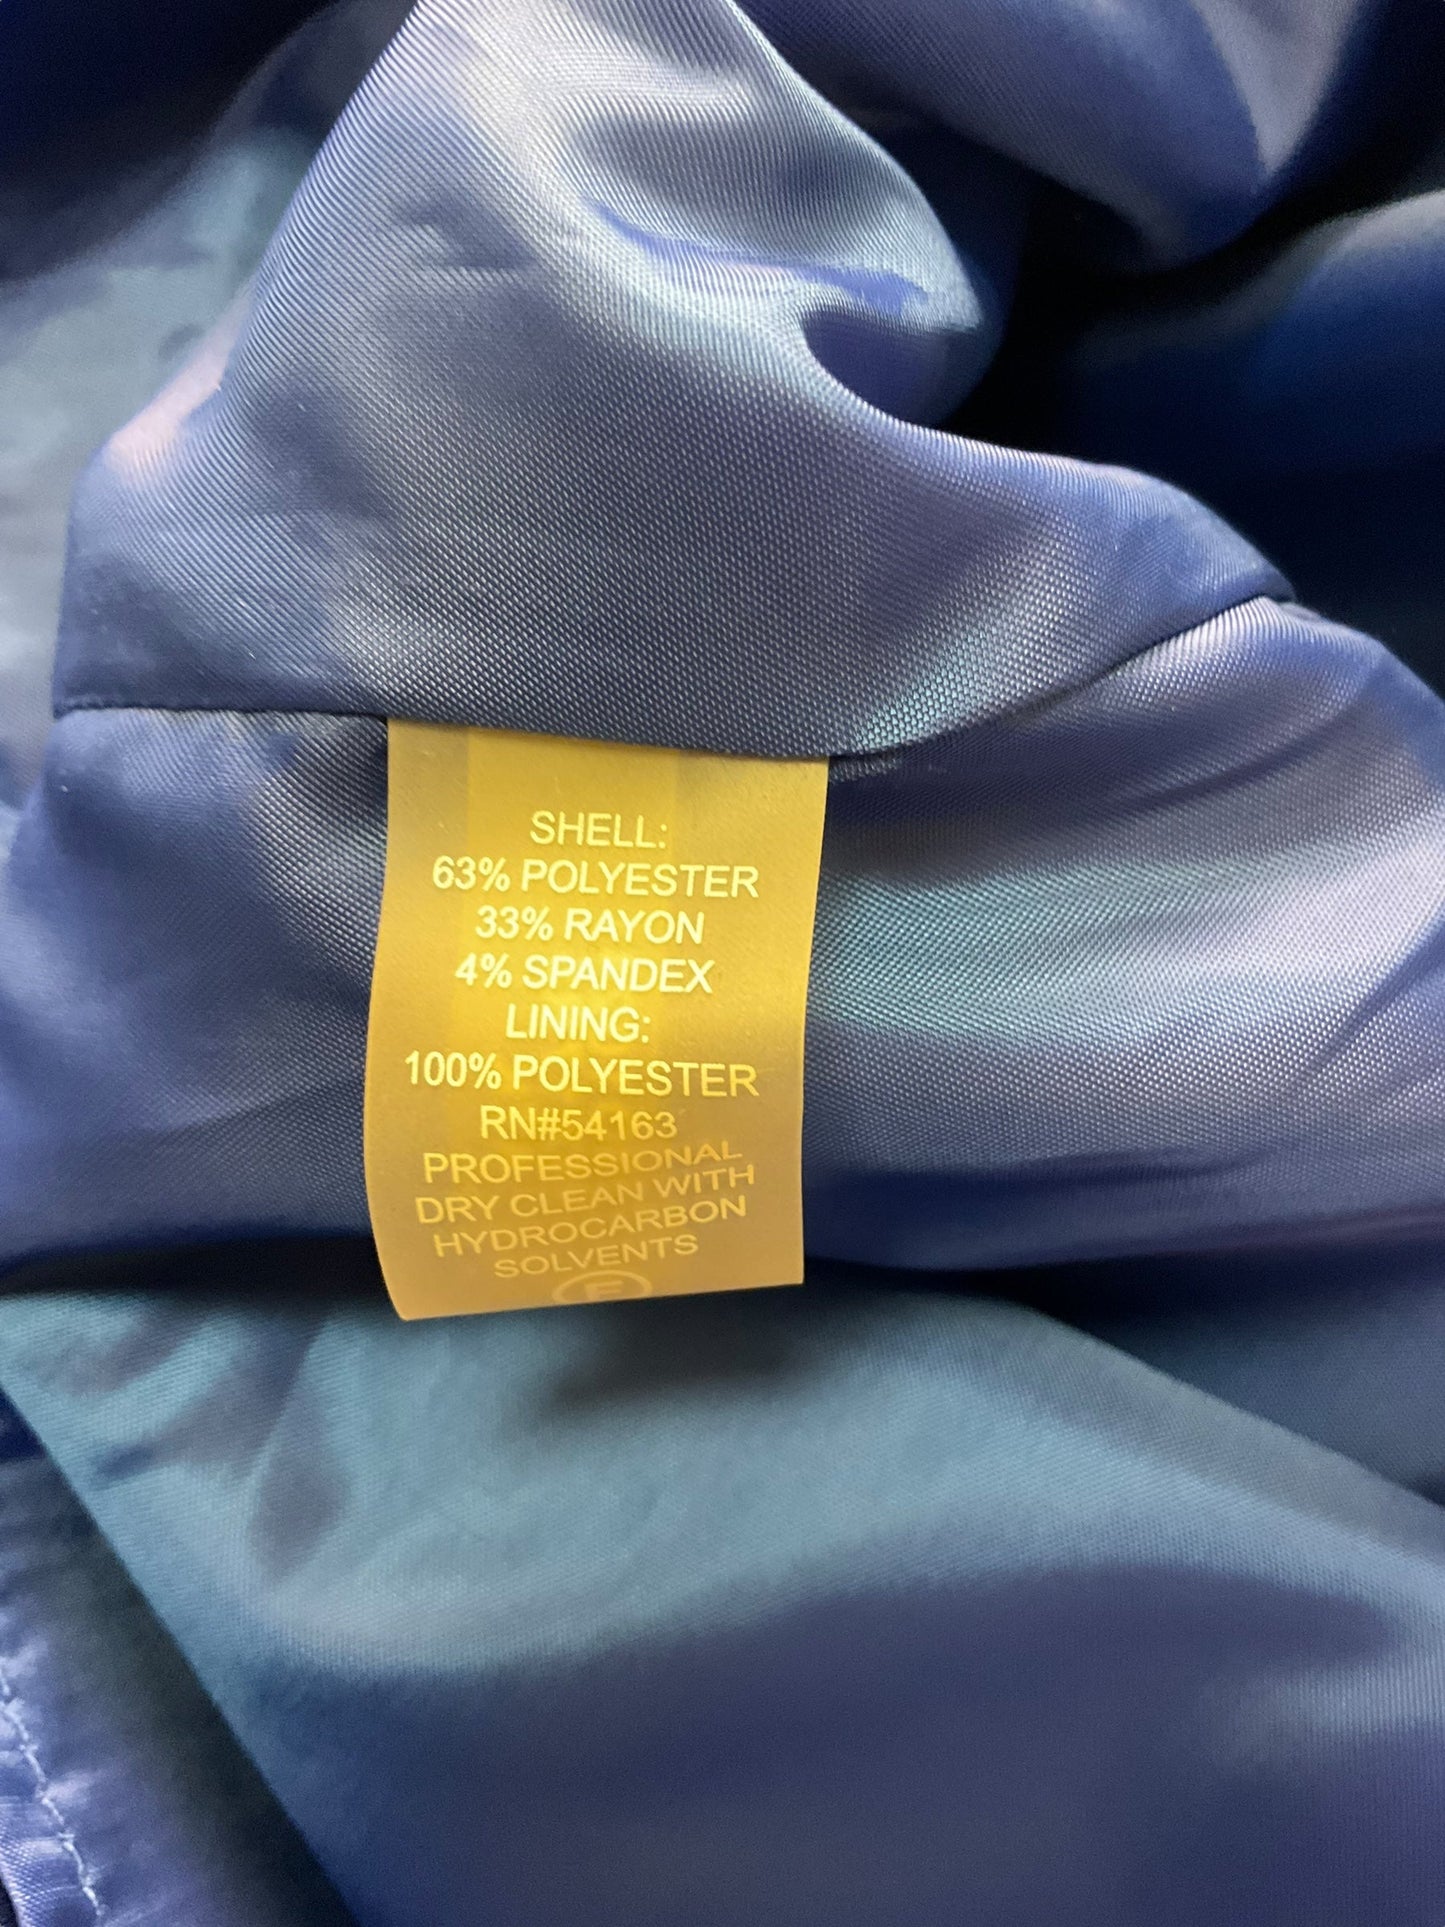 SHELL:
63% POLYESTER
33% RAYON
4% SPANDEX
LINING:
100% POLYESTER
RN#54163
PROFESSIONAL
DRY CLEAN WITH
HYDROCARBON
SOLVENTS
F